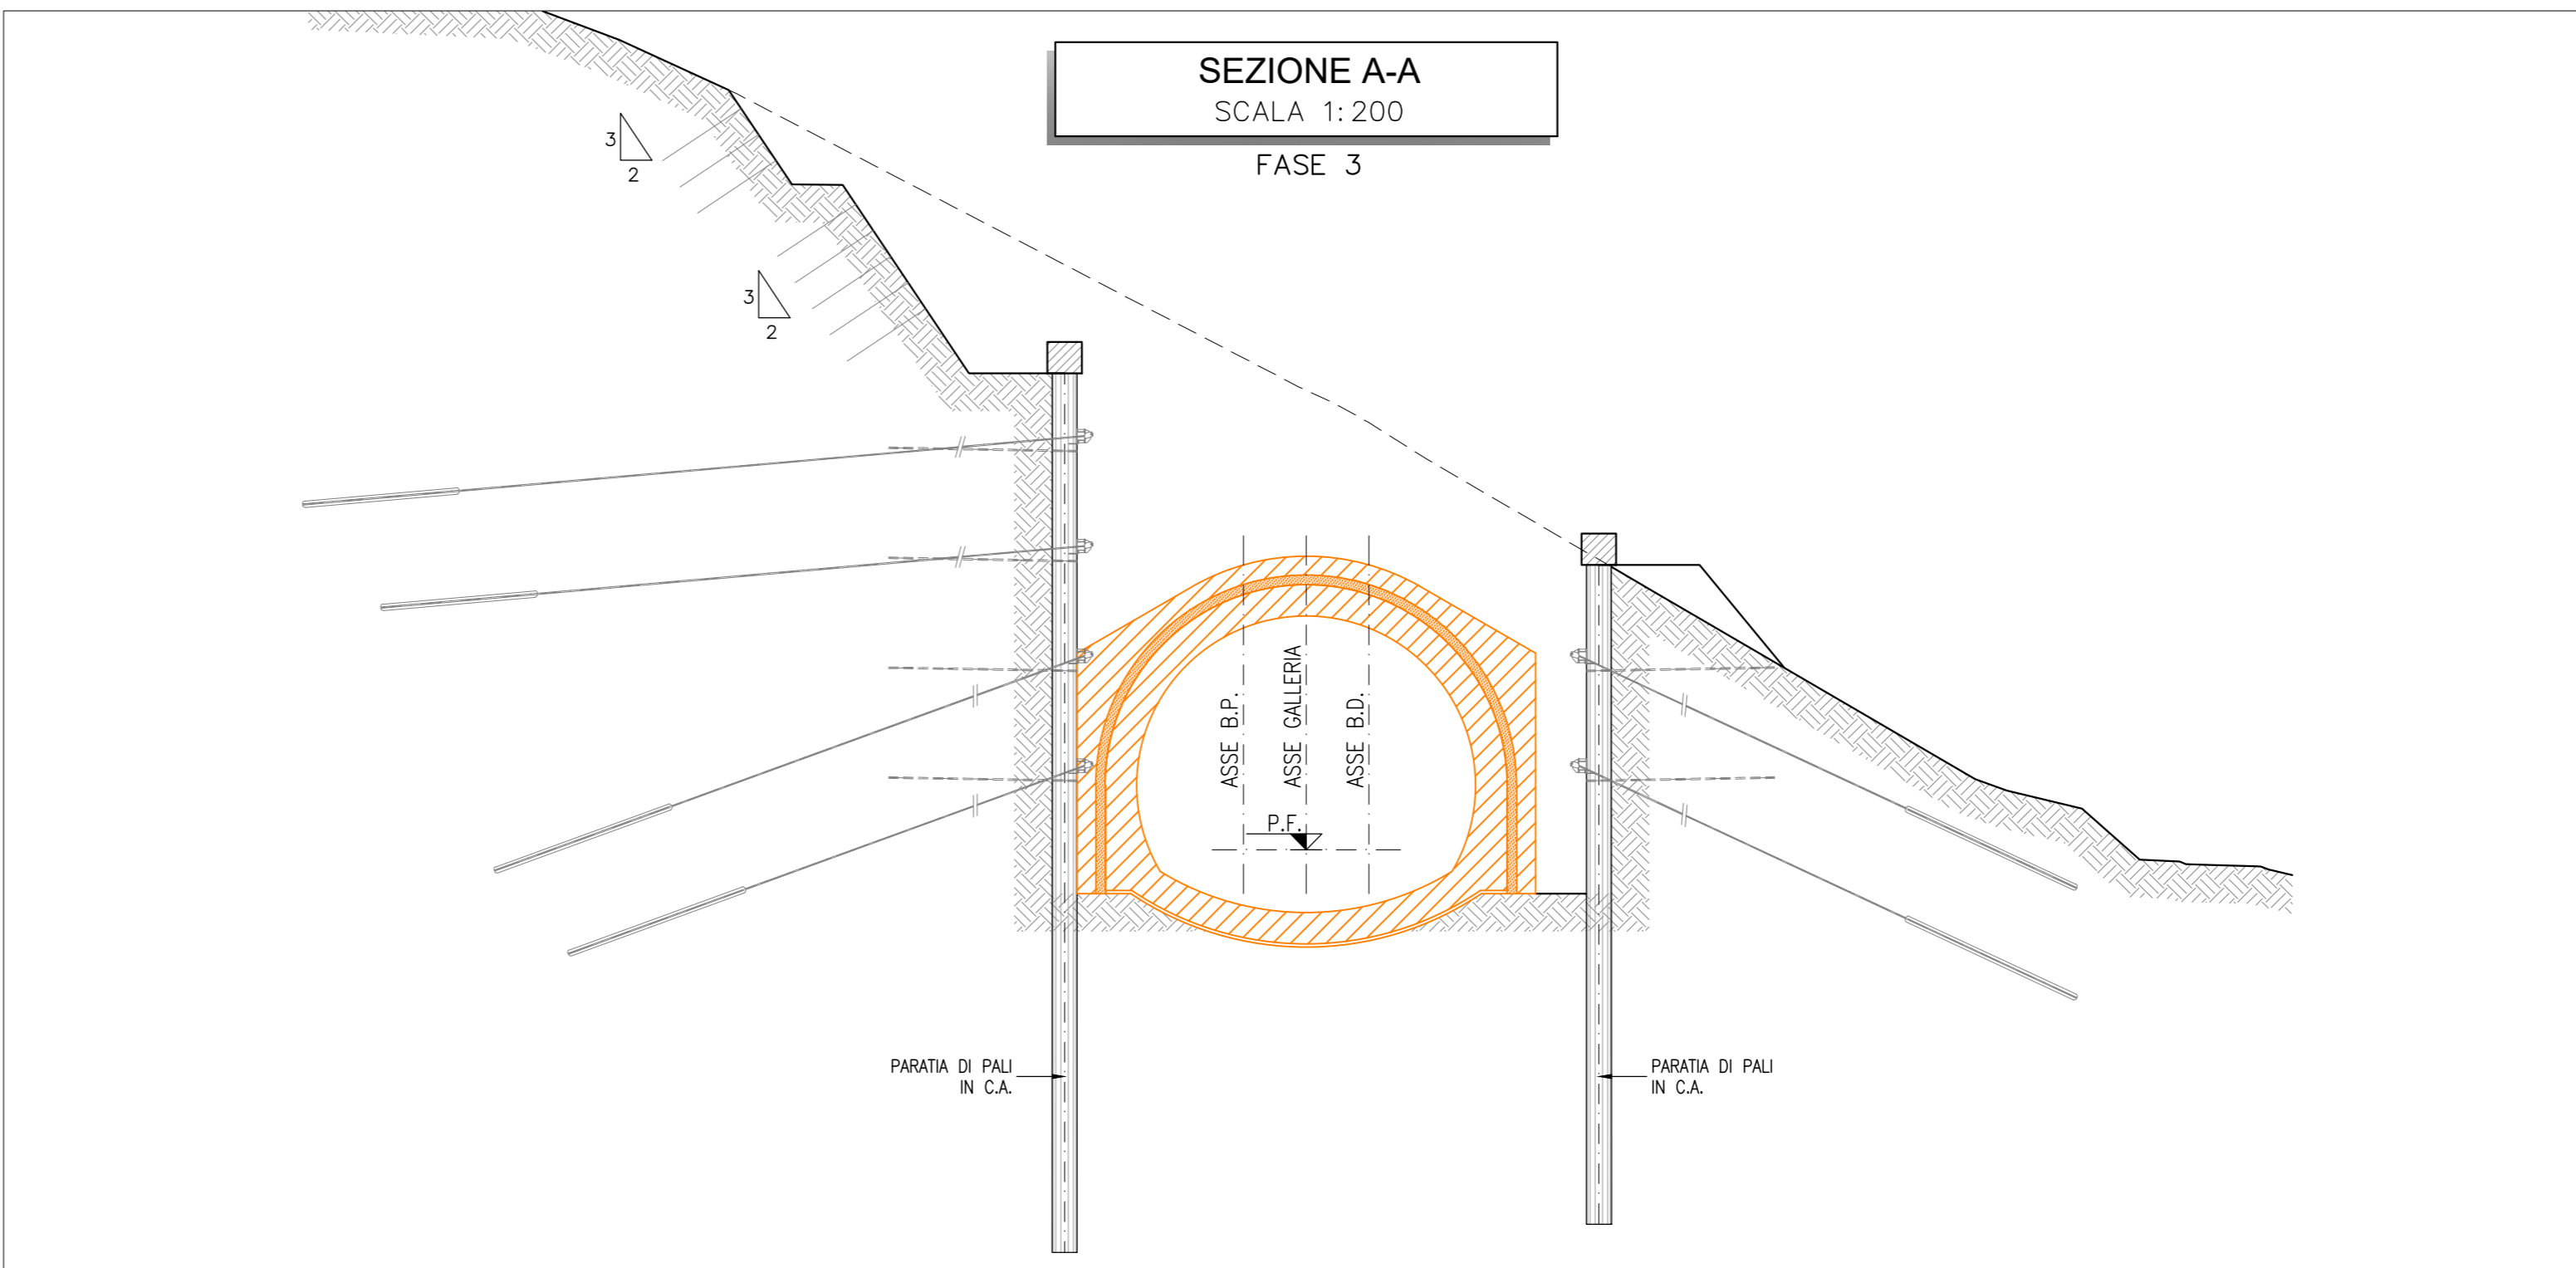 SEZIONE A-A
SCALA 1:200
FASE 3
3
2
3
2
ASSE B.P.
ASSE GALLERIA
ASSE B.D.
P.F.
PARATIA DI PALI
IN C.A.
PARATIA DI PALI
IN C.A.